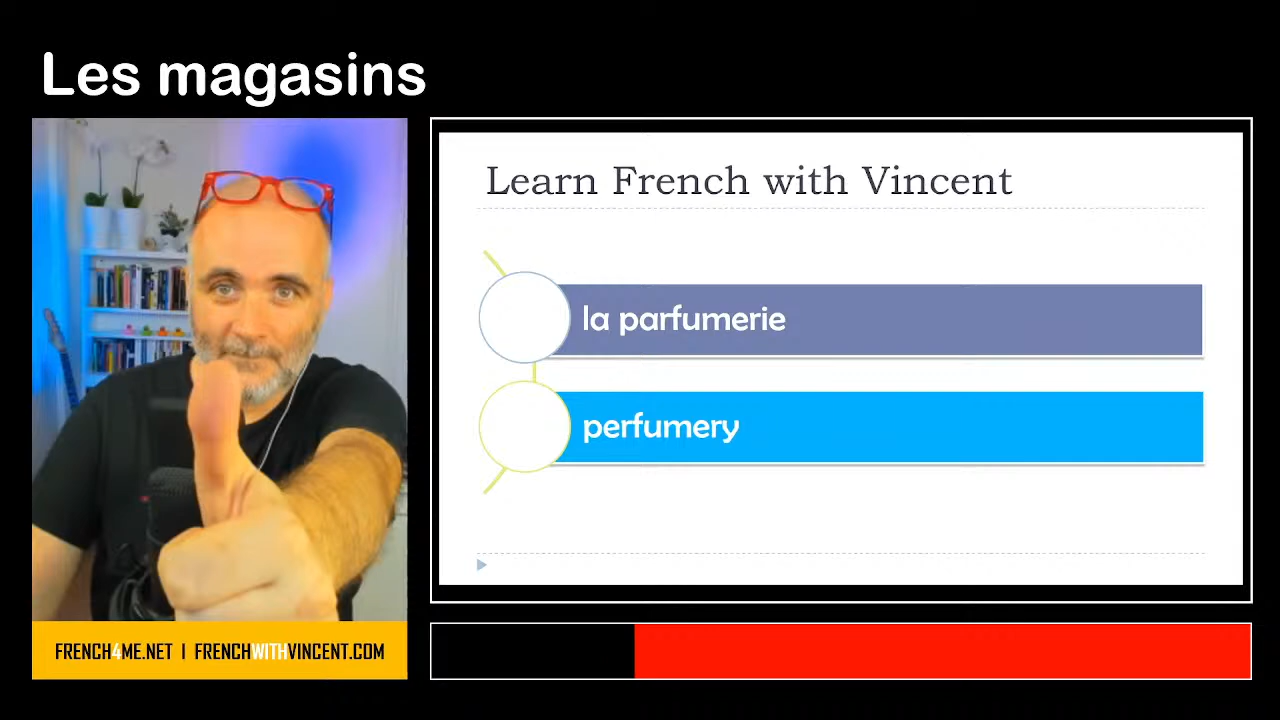 Les magasins
Learn French with Vincent
la parfumerie
perfumery
FRENCH4ME.NET | FRENCHWITHVINCENT.COM